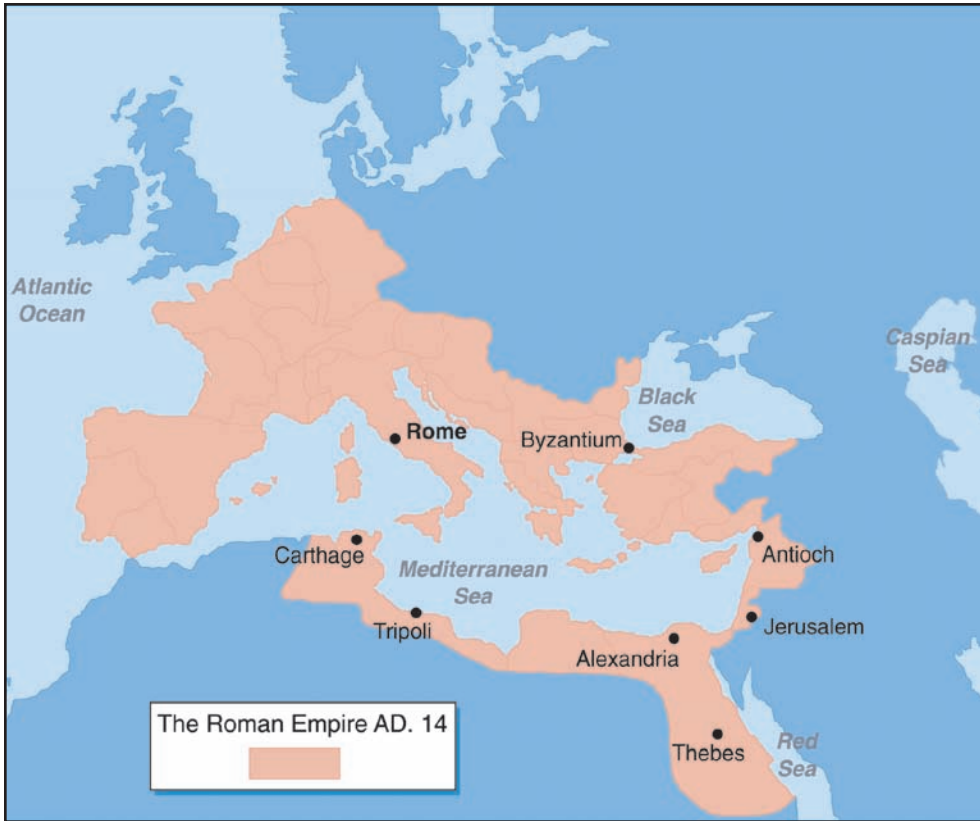 Atlantic
Ocean
Caspian
Sea
Black
Sea
Rome
Byzantium
Carthage
Mediterranean
Sea
Antioch
Tripoli
Jerusalem
Alexandria
The Roman Empire AD. 14
Thebes
Red
Sea